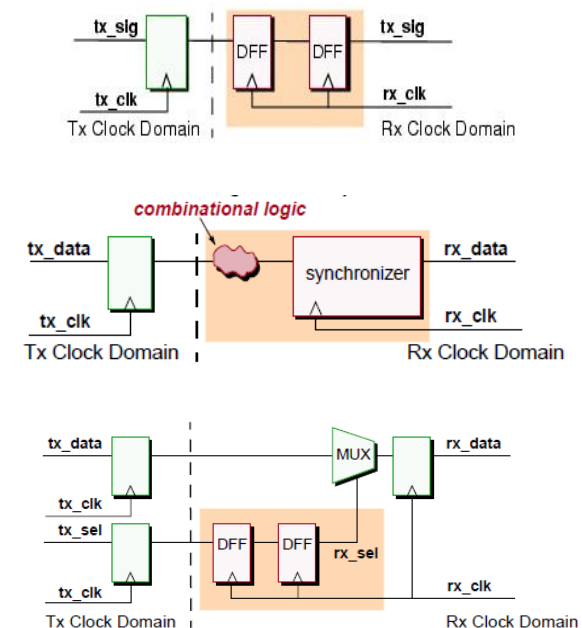 tx_sig tx_sig
DFF DFF
tx_clk rx_clk
Tx Clock Domain Rx Clock Domain
combinational logic
tx_data rx_data
synchronizer
tx_clk rx_clk
Tx Clock Domain Rx Clock Domain
tx_data MUX rx_data
tx_clk
tx_sel
DFF DFF rx_sel
tx_clk rx_clk
Tx Clock Domain Rx Clock Domain